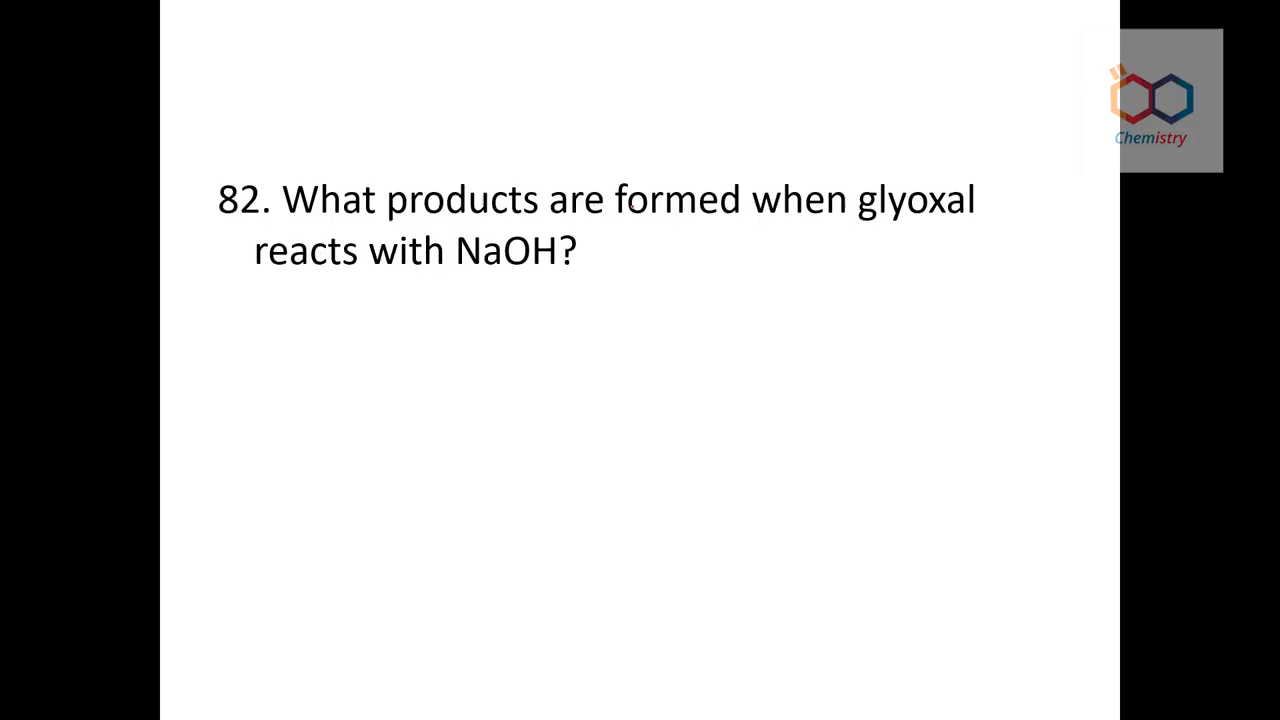 Chemistry
82. What products are formed when glyoxal
reacts with NaOH?